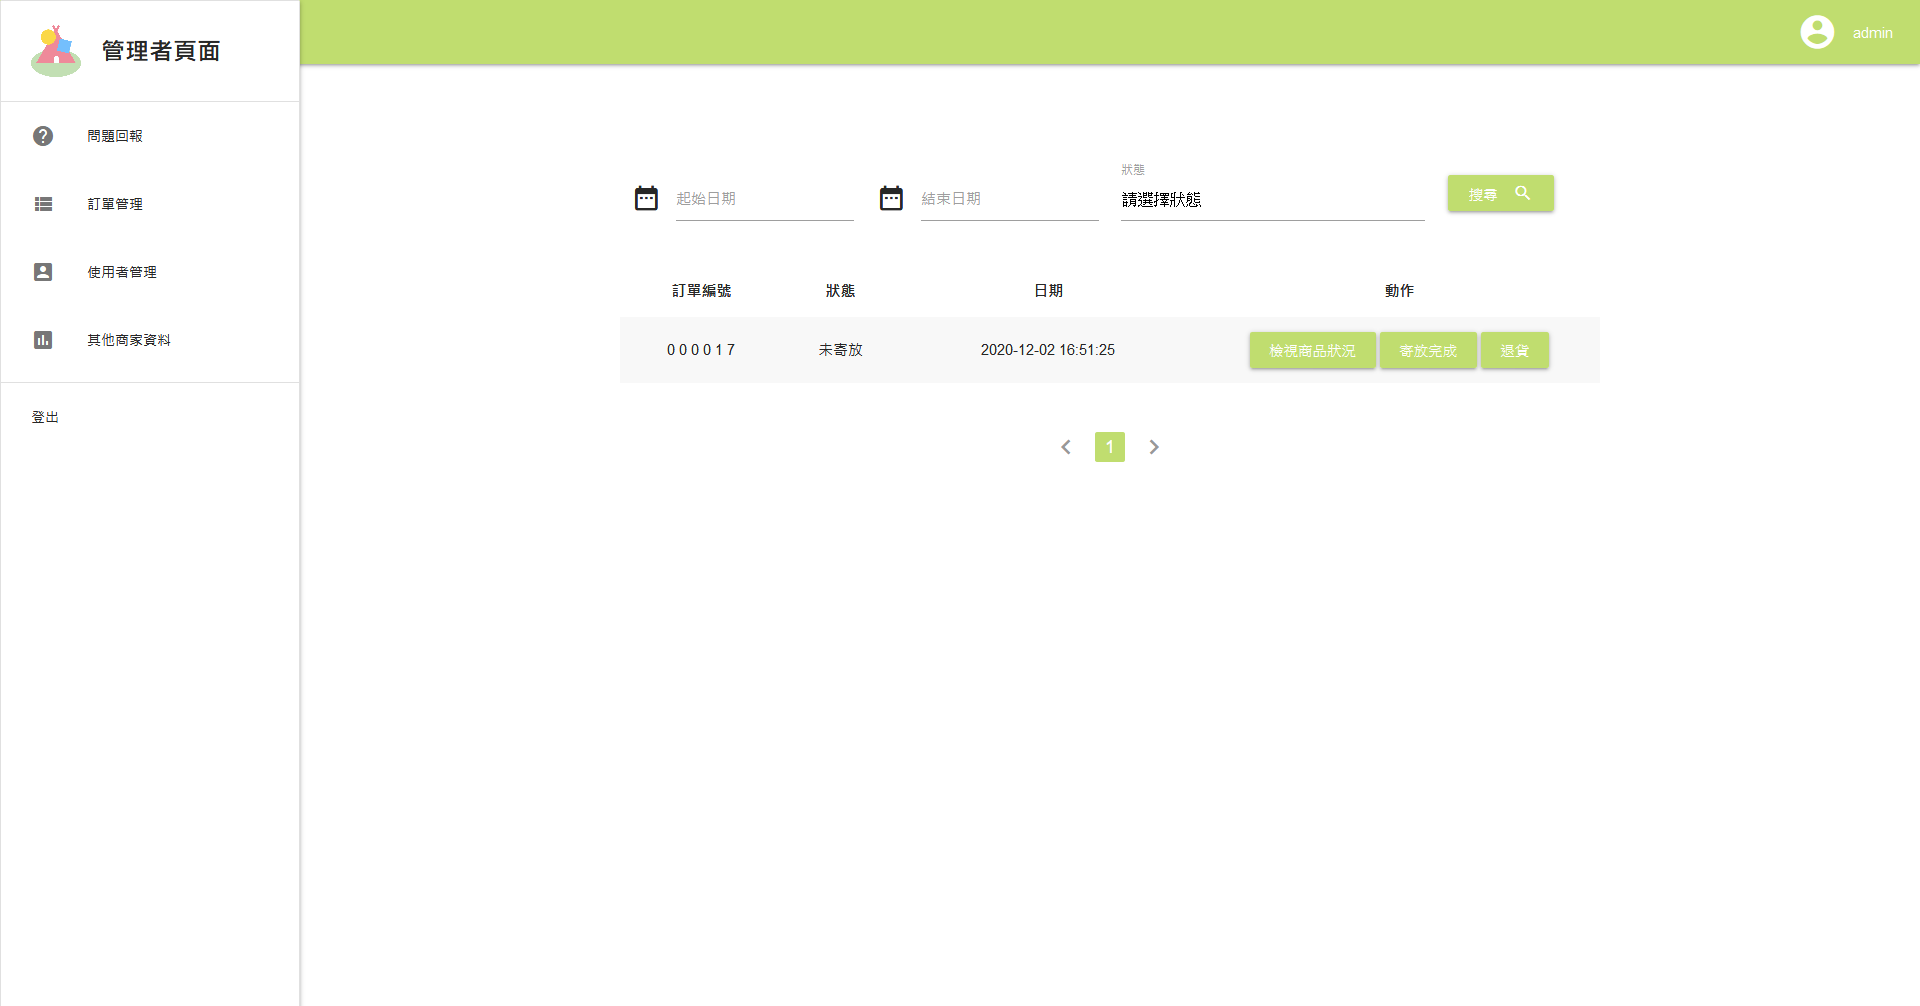 管理者頁面
admin
問題回報
訂單管理
使用者管理
其他商家資料
登出
狀態
起始日期 結束日期 請選擇狀態 搜尋
訂單編號 狀態 日期 動作
000017 未寄放 2020-12-02 16:51:25 檢視商品狀況 寄放完成 退貨
1